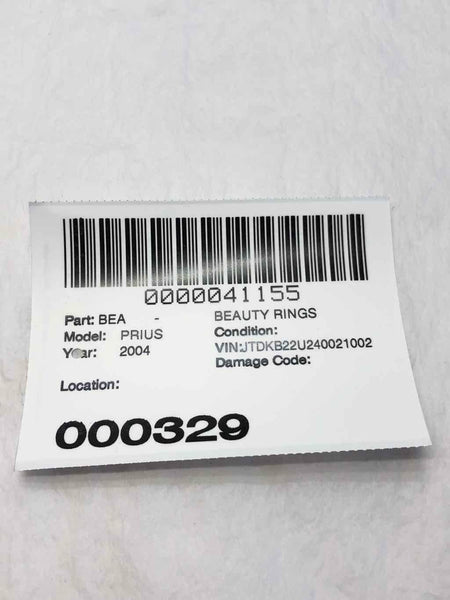 0000041155
Part: BEA - BEAUTY RINGS
Model: PRIUS Condition:
Year: 2004 VIN:JTDKB22U240021002
Damage Code:
Location:
000329